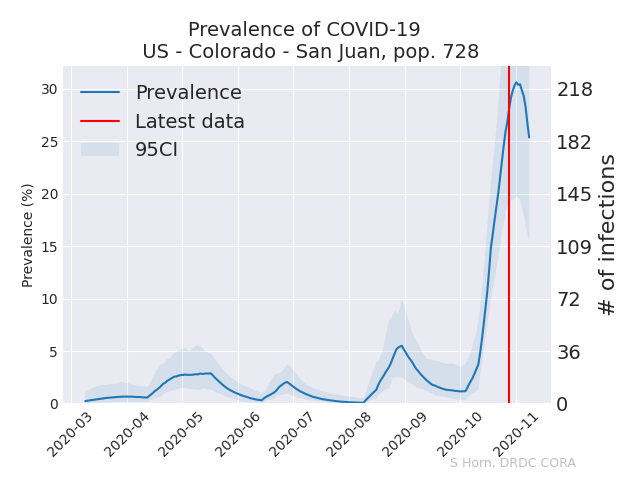 Prevalence of COVID-19
US - Colorado - San Juan, pop. 728
Prevalence
Latest data
95CI
Prevalence (%)
30
25
20
15
10
5
0
218
182
145
109
72
36
0
# of infections
2020-03
2020-04
2020-05
2020-06
2020-07
2020-08
2020-09
2020-10
2020-11
S Horn, DRDC CORA